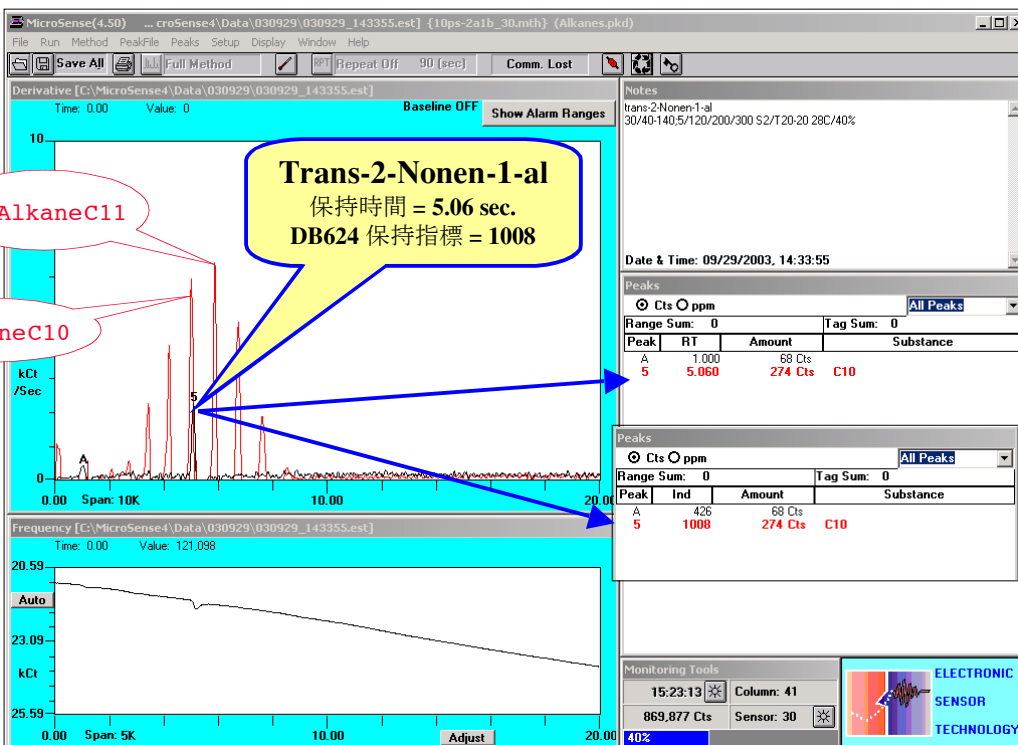 MicroSense(4.50) ... croSense4\Data\030929\030929_143355.est] {10ps-2a1b_30.mth} (Alkanes.pkd)
File Run Method PeakFile Peaks Setup Display Window Help
Save All Full Method RPT Repeat Off 90 (sec) Comm. Lost
Derivative [C:\MicroSense4\Data\030929\030929_143355.est]
Time: 0.00 Value: 0 Baseline OFF Show Alarm Ranges
10
Trans-2-Nonen-1-al
保持時間 = 5.06 sec.
DB624 保持指標 = 1008
AlkaneC11
neC10
kCt
/Sec
5
A
0
0.00 Span: 10K 10.00 20.00
Frequency [C:\MicroSense4\Data\030929\030929_143355.est]
Time: 0.00 Value: 121,098
20.59
Auto
23.09
kCt
25.59
0.00 Span: 5K 10.00 Adjust 20.00
Notes
trans-2-Nonen-1-al
30/40-140;5/120/200/300 S2/T20-20 28C/40%
Date & Time: 09/29/2003, 14:33:55
Peaks
Cts ppm All Peaks
Range Sum: 0 Tag Sum: 0
Peak RT Amount Substance
A 1.000 68 Cts
5 5.060 274 Cts C10
Peaks
Cts ppm All Peaks
Range Sum: 0 Tag Sum: 0
Peak Ind Amount Substance
A 426 68 Cts
5 1008 274 Cts C10
Monitoring Tools
15:23:13 Column: 41
869,877 Cts Sensor: 30
40%
ELECTRONIC
SENSOR
TECHNOLOGY